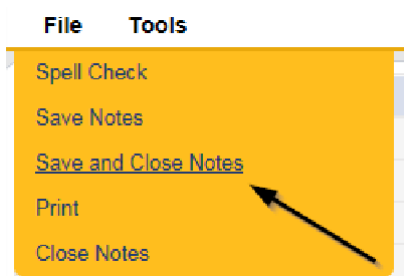 File Tools
Spell Check
Save Notes
Save and Close Notes
Print
Close Notes